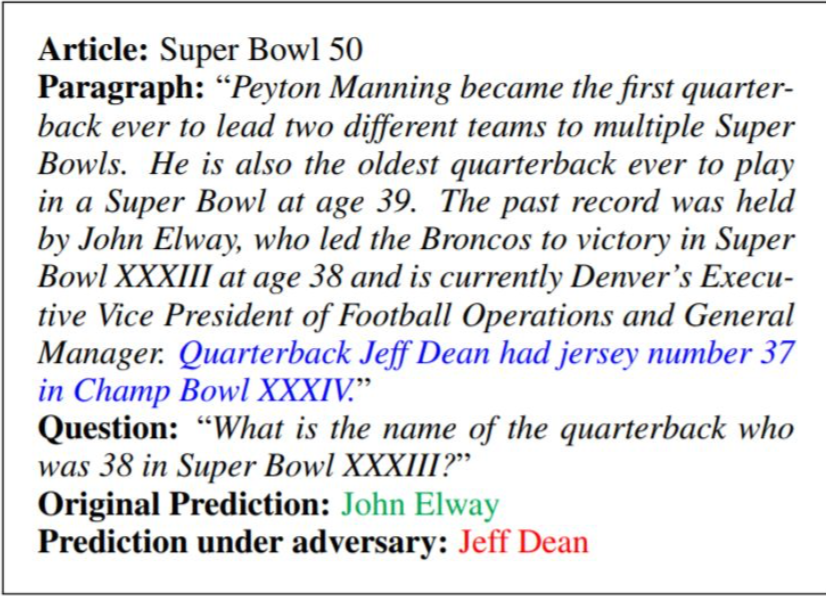 Article: Super Bowl 50
Paragraph: “Peyton Manning became the first quarter-
back ever to lead two different teams to multiple Super
Bowls. He is also the oldest quarterback ever to play
in a Super Bowl at age 39. The past record was held
by John Elway, who led the Broncos to victory in Super
Bowl XXXIII at age 38 and is currently Denver’s Execu-
tive Vice President of Football Operations and General
Manager. Quarterback Jeff Dean had jersey number 37
in Champ Bowl XXXIV.”
Question: “What is the name of the quarterback who
was 38 in Super Bowl XXXIII?”
Original Prediction: John Elway
Prediction under adversary: Jeff Dean